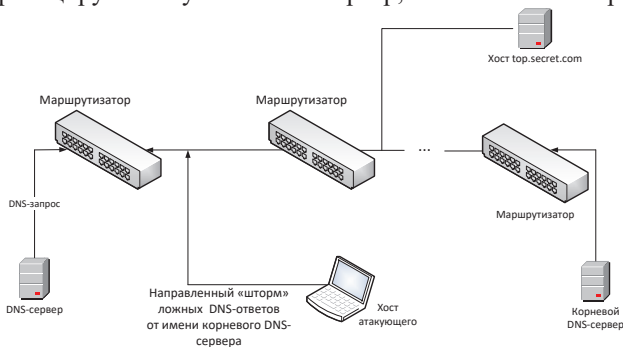 Хост top.secret.com
Маршрутизатор
Маршрутизатор
...
Маршрутизатор
DNS-запрос
DNS-сервер
Направленный «шторм»
ложных DNS-ответов
от имени корневого DNS-
сервера
Хост
атакующего
Корневой
DNS-сервер